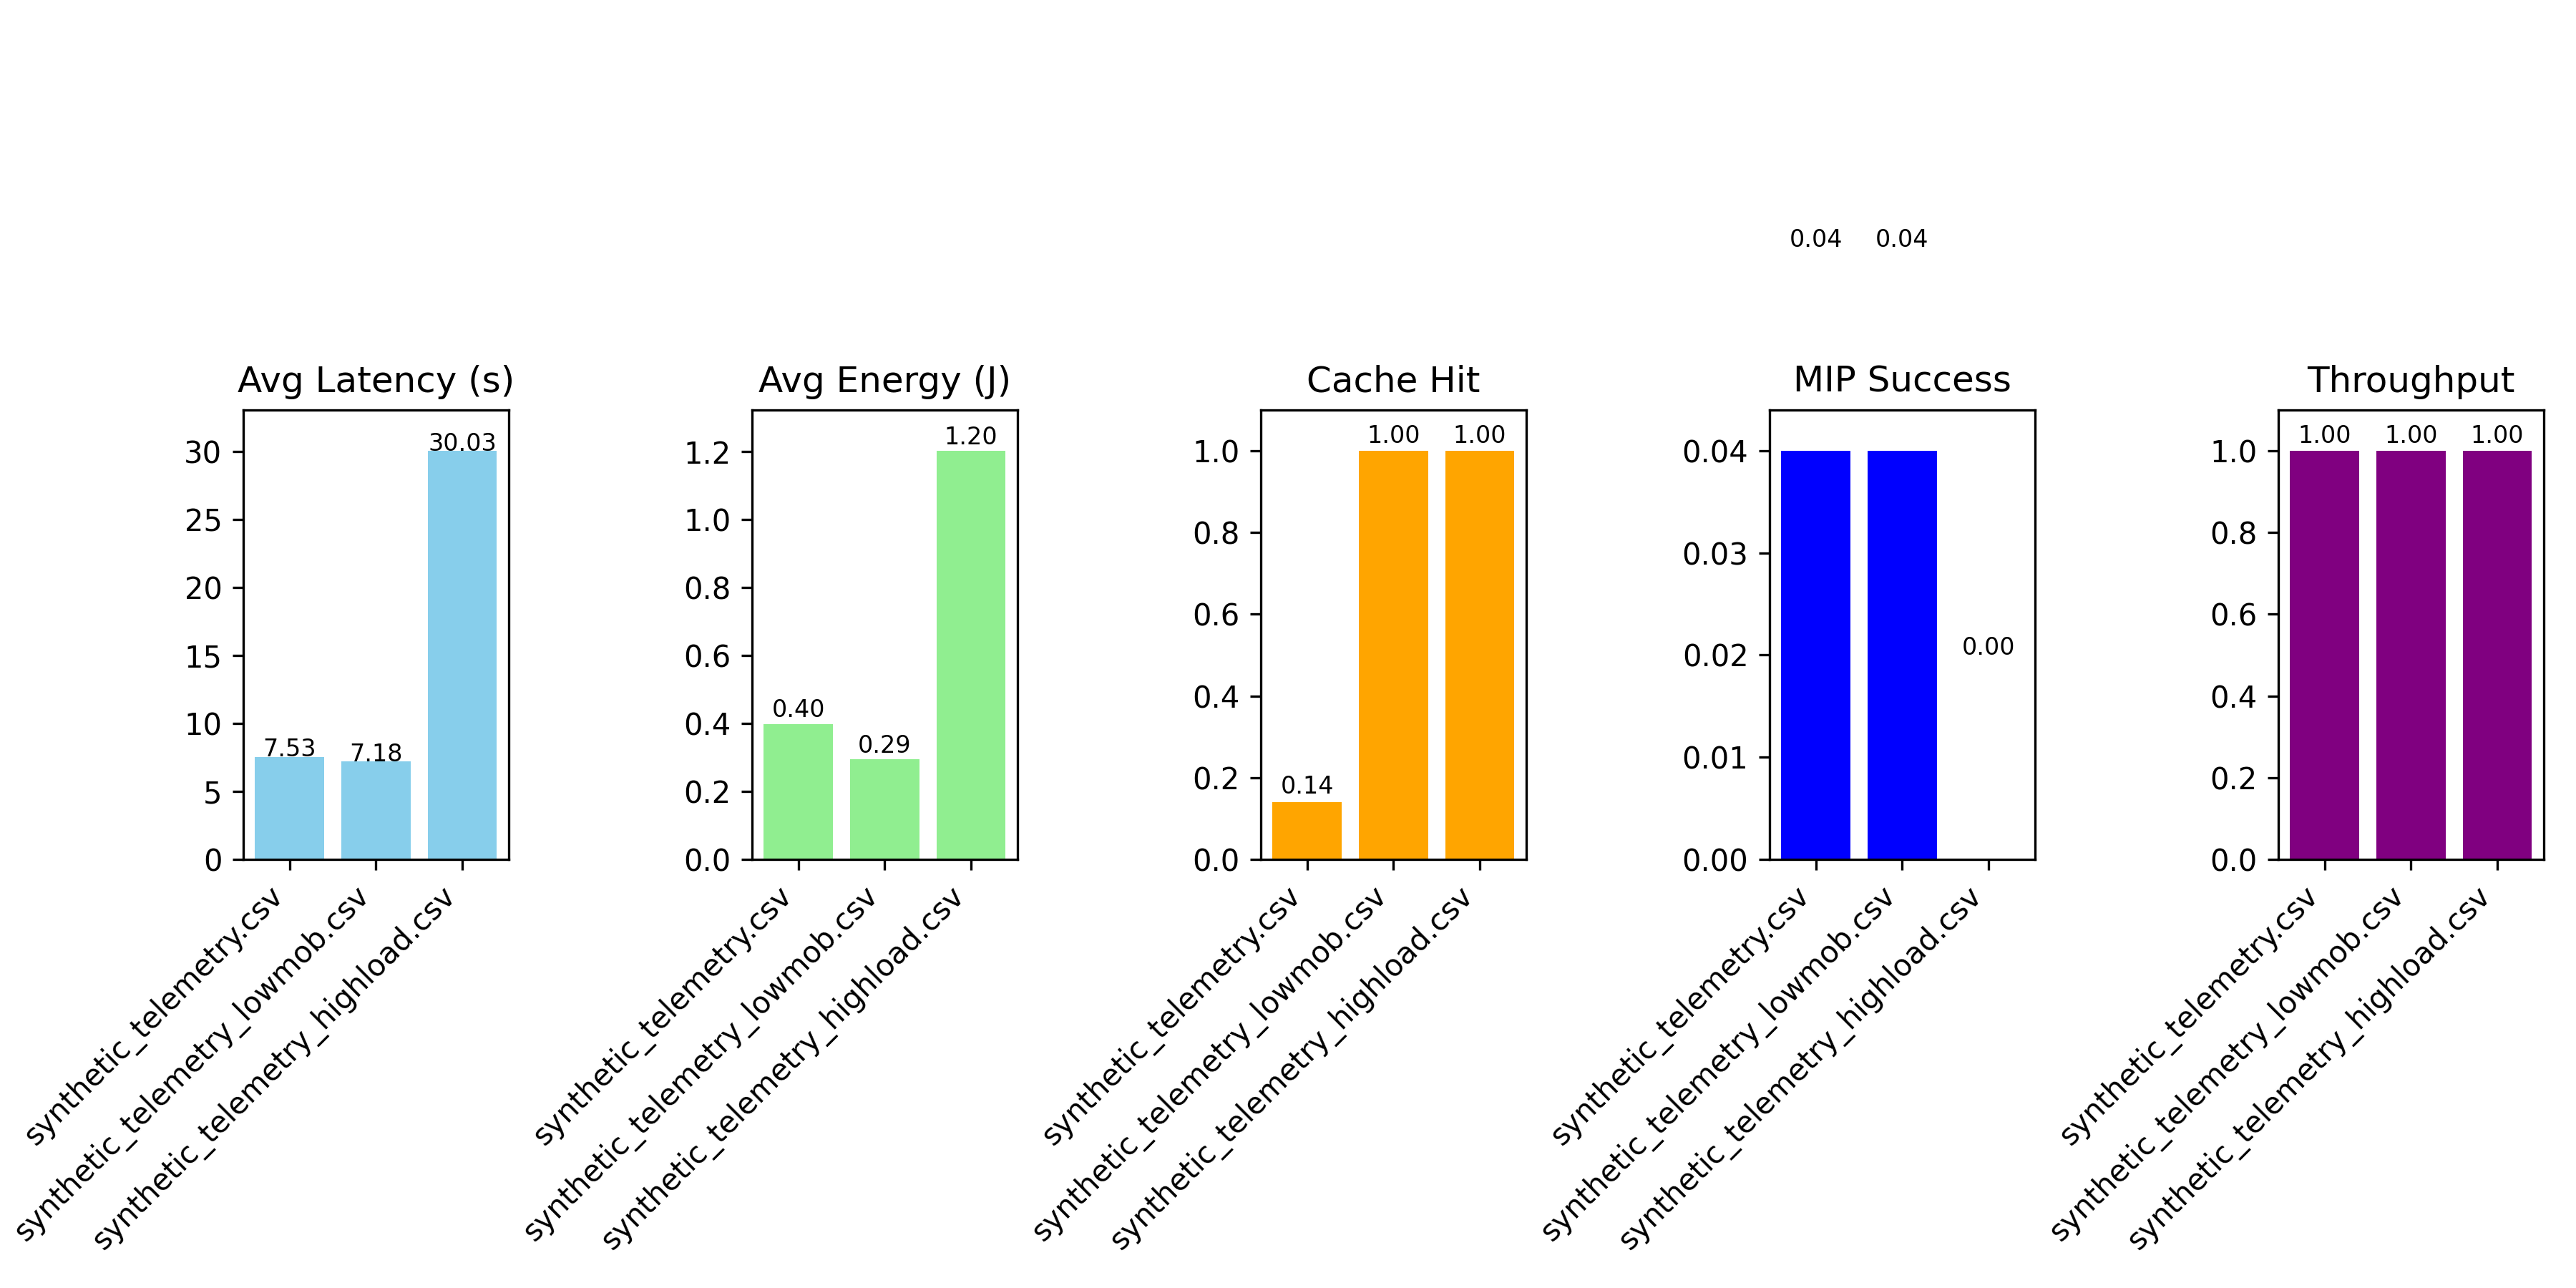 Avg Latency (s)
30
25
20
15
10
5
0
7.53
7.18
30.03
synthetic_telemetry.csv
synthetic_telemetry_lowmob.csv
synthetic_telemetry_highload.csv
Avg Energy (J)
1.2
1.0
0.8
0.6
0.4
0.2
0.0
0.40
0.29
1.20
synthetic_telemetry.csv
synthetic_telemetry_lowmob.csv
synthetic_telemetry_highload.csv
Cache Hit
1.0
0.8
0.6
0.4
0.2
0.0
0.14
1.00
1.00
synthetic_telemetry.csv
synthetic_telemetry_lowmob.csv
synthetic_telemetry_highload.csv
0.04
0.04
MIP Success
0.04
0.03
0.02
0.01
0.00
0.00
synthetic_telemetry.csv
synthetic_telemetry_lowmob.csv
synthetic_telemetry_highload.csv
Throughput
1.0
0.8
0.6
0.4
0.2
0.0
1.00
1.00
1.00
synthetic_telemetry.csv
synthetic_telemetry_lowmob.csv
synthetic_telemetry_highload.csv